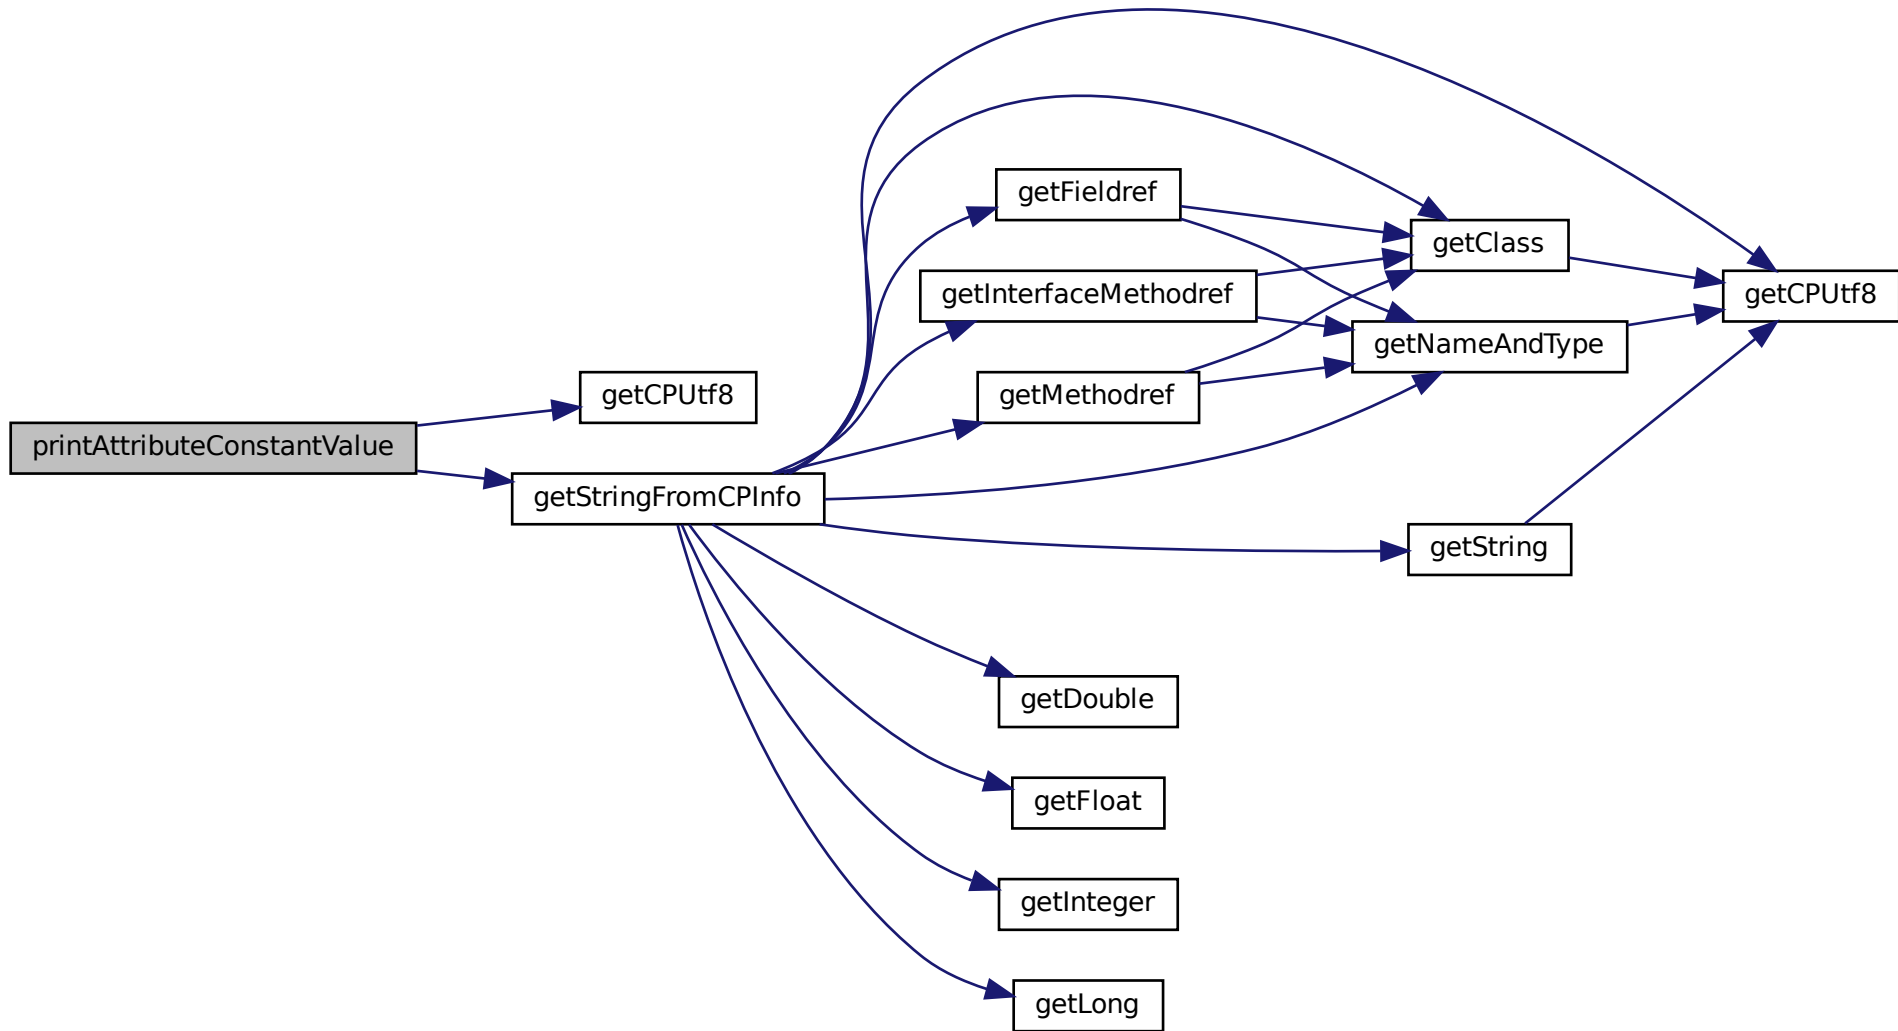 printAttributeConstantValue
getCPUtf8
getStringFromCPInfo
getFieldref
getInterfaceMethodref
getMethodref
getClass
getNameAndType
getCPUtf8
getString
getDouble
getFloat
getInteger
getLong